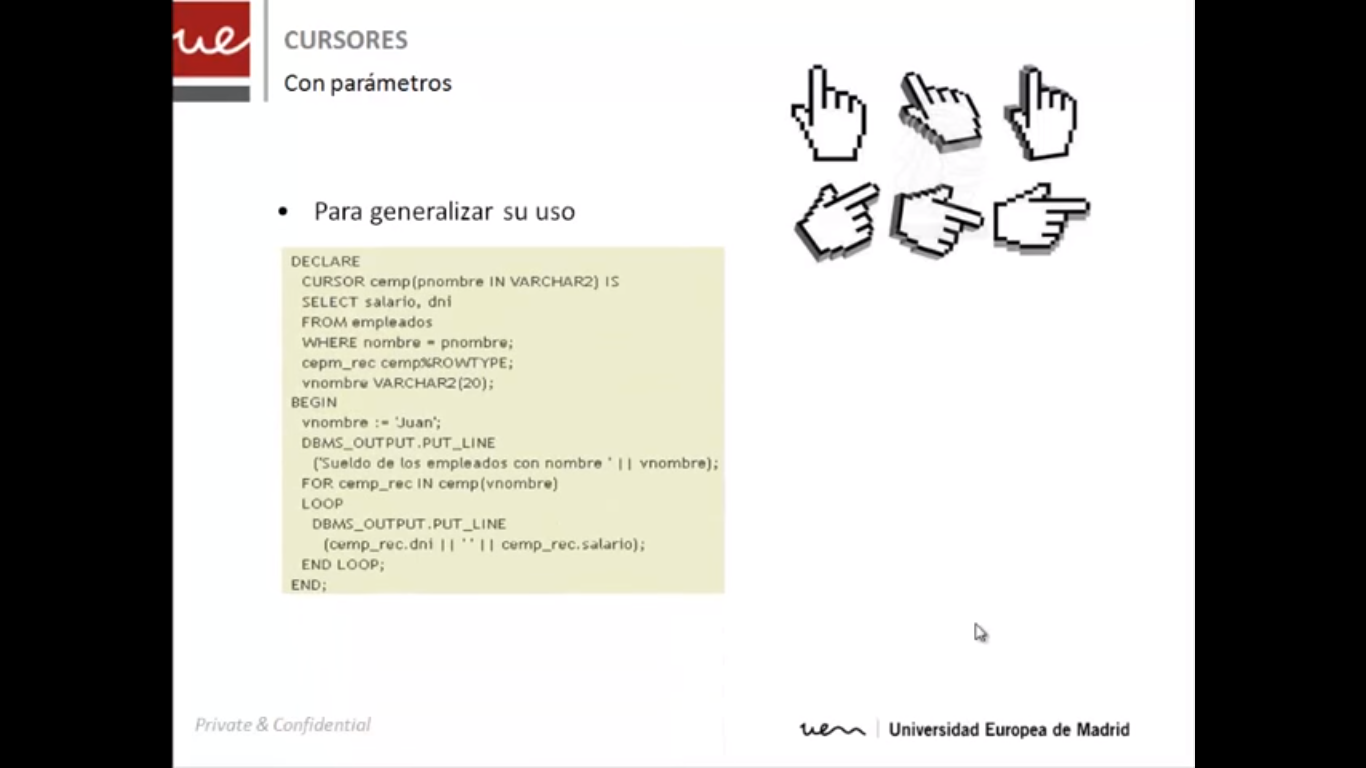 ue
CURSORES
Con parámetros
• Para generalizar su uso
DECLARE
CURSOR cemp(pnombre IN VARCHAR2) IS
SELECT salario, dni
FROM empleados
WHERE nombre = pnombre;
cepm_rec cemp%ROWTYPE;
vnombre VARCHAR2(20);
BEGIN
vnombre := 'Juan';
DBMS_OUTPUT.PUT_LINE
('Sueldo de los empleados con nombre ' || vnombre);
FOR cemp_rec IN cemp(vnombre)
LOOP
DBMS_OUTPUT.PUT_LINE
(cemp_rec.dni || ' ' || cemp_rec.salario);
END LOOP;
END;
Private & Confidential
uem Universidad Europea de Madrid